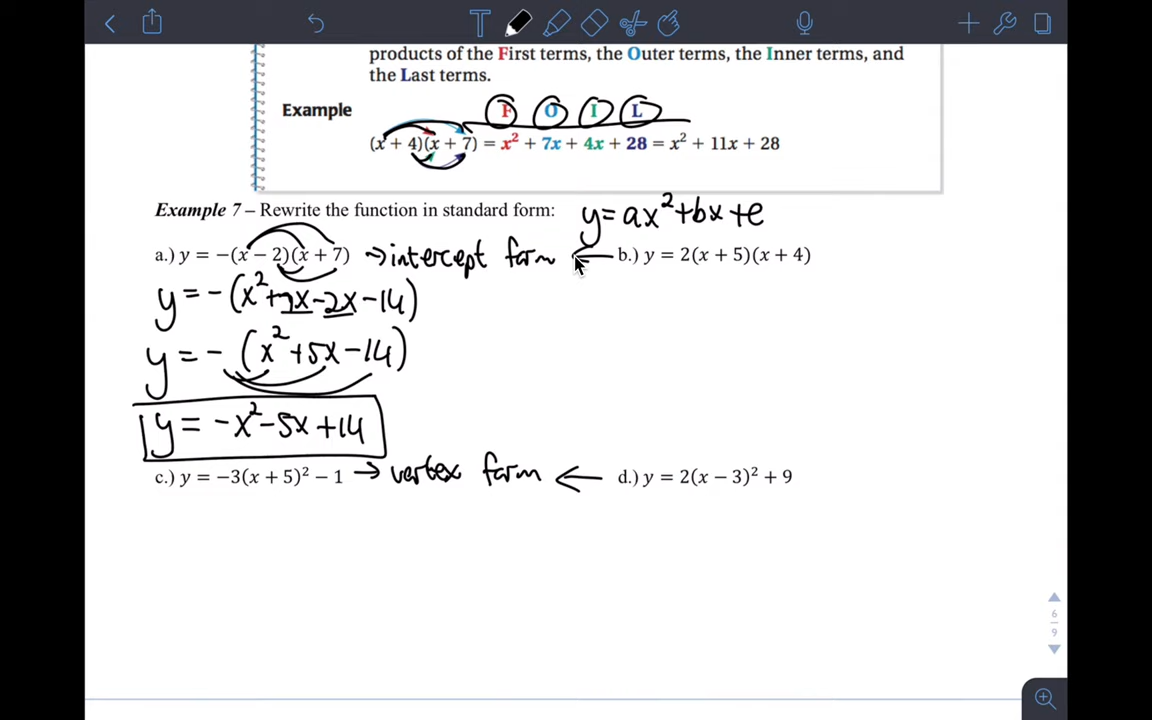 products of the First terms, the Outer terms, the Inner terms, and
the Last terms.
Example
F O I L
(x + 4)(x + 7) = x² + 7x + 4x + 28 = x² + 11x + 28
Example 7 – Rewrite the function in standard form: y=ax²+bx+c
a.) y = −(x − 2)(x + 7) →intercept form ← b.) y = 2(x + 5)(x + 4)
y = -(x²+7x-2x-14)
y = - (x²+5x-14)
y = -x²-5x+14
c.) y = −3(x + 5)² − 1 → vertex form ← d.) y = 2(x − 3)² + 9
6
9